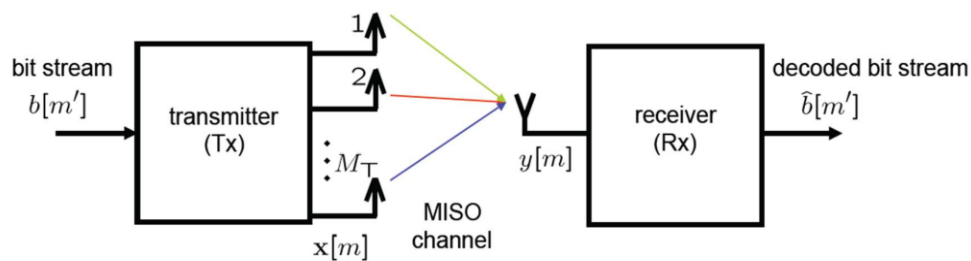 bit stream
b[m′]
transmitter
(Tx)
1
2
M_T
x[m]
MISO
channel
y[m]
receiver
(Rx)
decoded bit stream
b̂[m′]